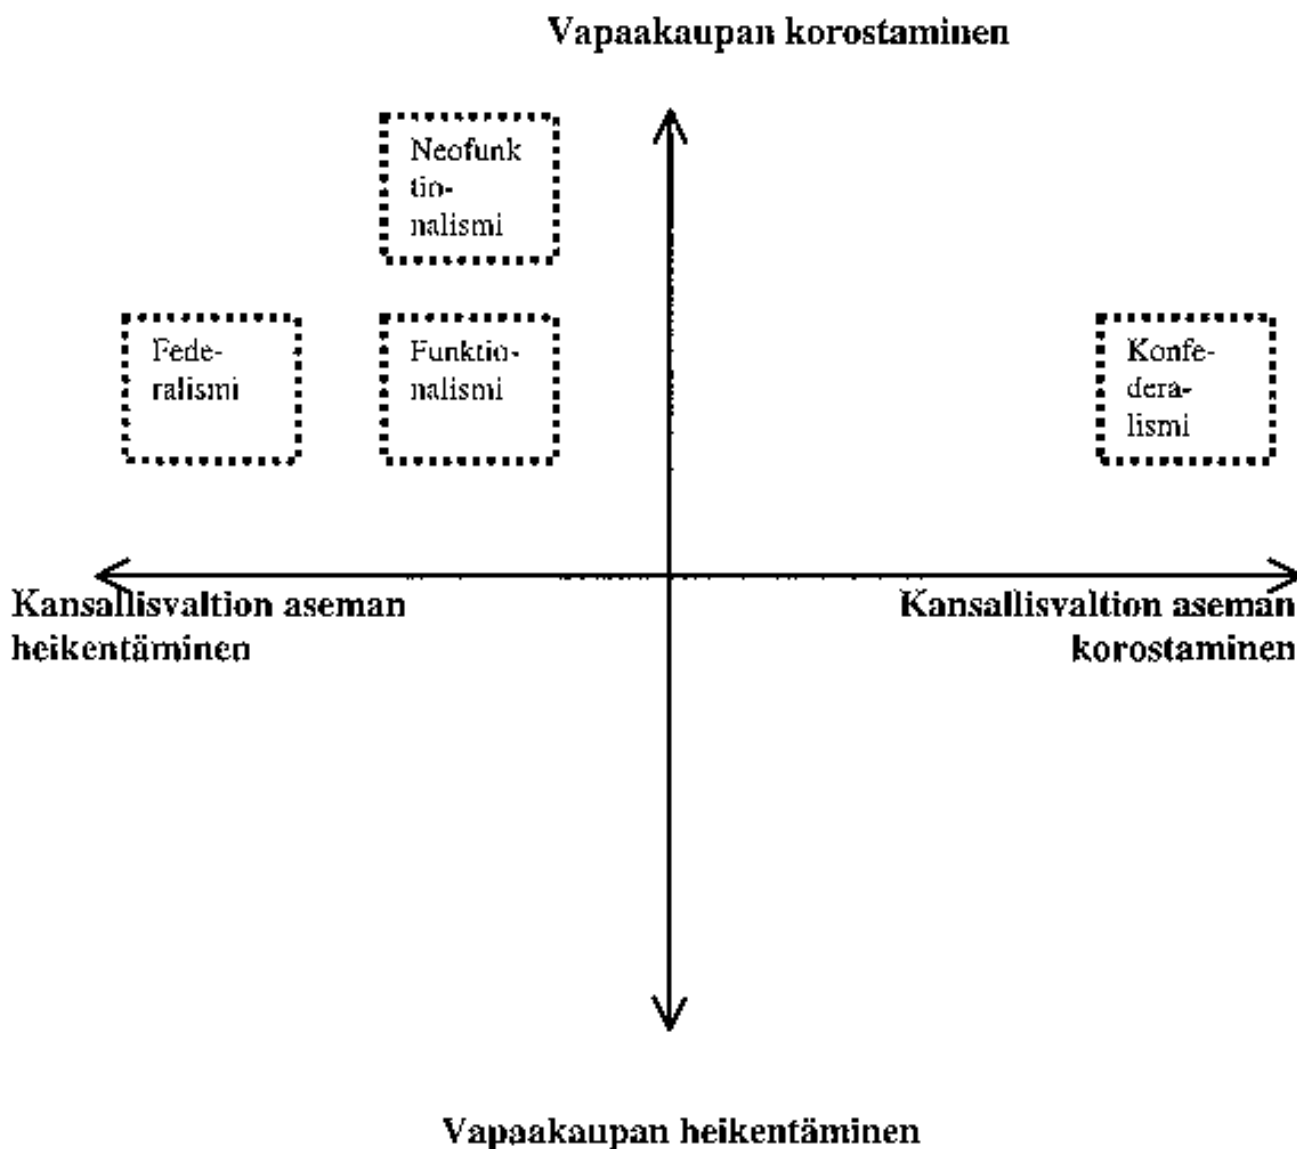 Vapaakaupan korostaminen
Neofunk
tio-
nalismi
Fede-
ralismi
Funktio-
nalismi
Konfe-
dera-
lismi
Kansallisvaltion aseman
heikentäminen
Kansallisvaltion aseman
korostaminen
Vapaakaupan heikentäminen